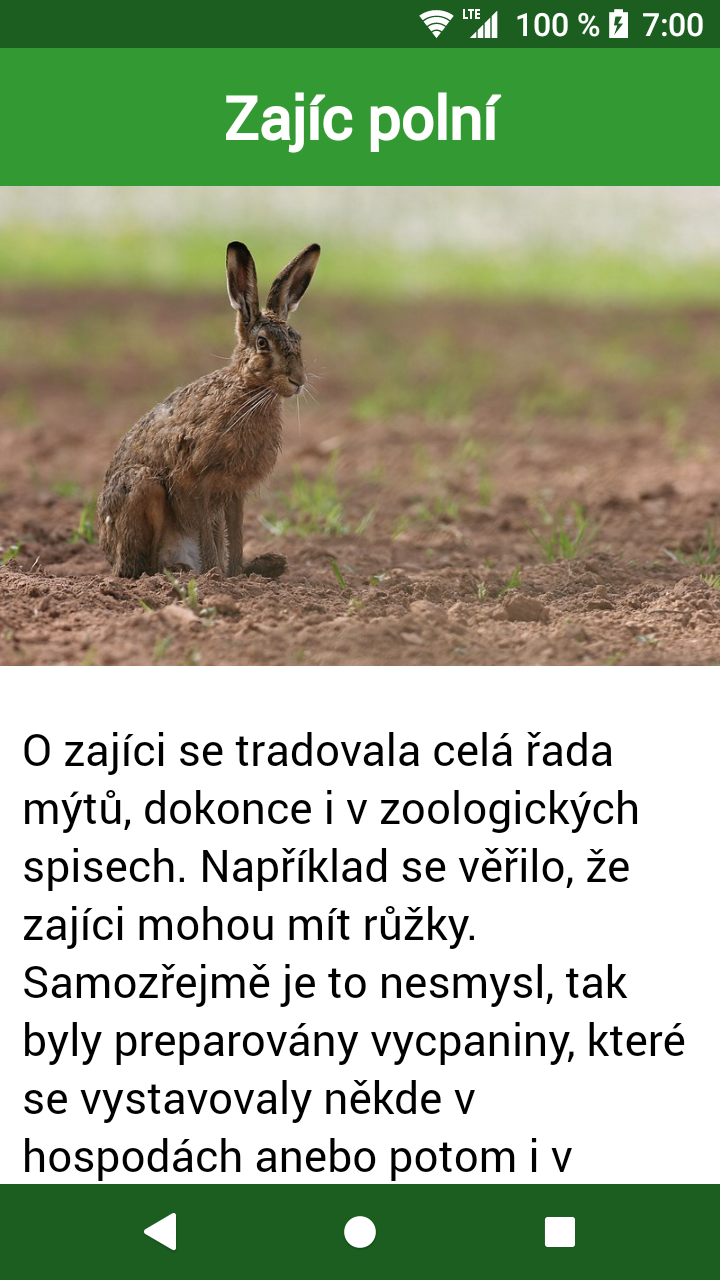 LTE 100 % 7:00
Zajíc polní
O zajíci se tradovala celá řada
mýtů, dokonce i v zoologických
spisech. Například se věřilo, že
zajíci mohou mít růžky.
Samozřejmě je to nesmysl, tak
byly preparovány vycpaniny, které
se vystavovaly někde v
hospodách anebo potom i v